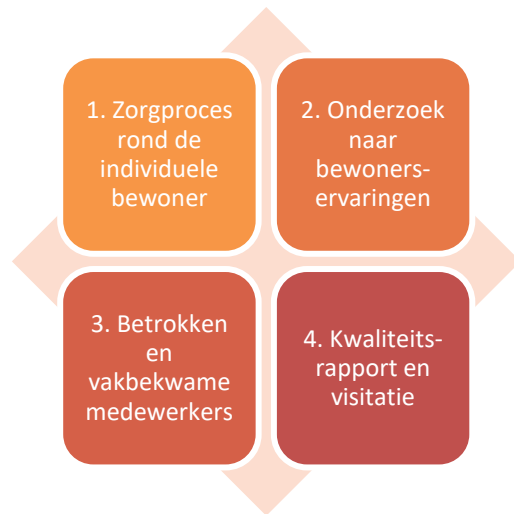 1. Zorgproces
rond de
individuele
bewoner
2. Onderzoek
naar
bewoners-
ervaringen
3. Betrokken
en
vakbekwame
medewerkers
4. Kwaliteits-
rapport en
visitatie